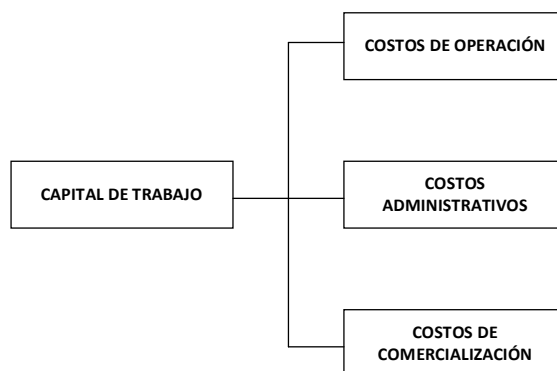 COSTOS DE OPERACIÓN
CAPITAL DE TRABAJO
COSTOS
ADMINISTRATIVOS
COSTOS DE
COMERCIALIZACIÓN